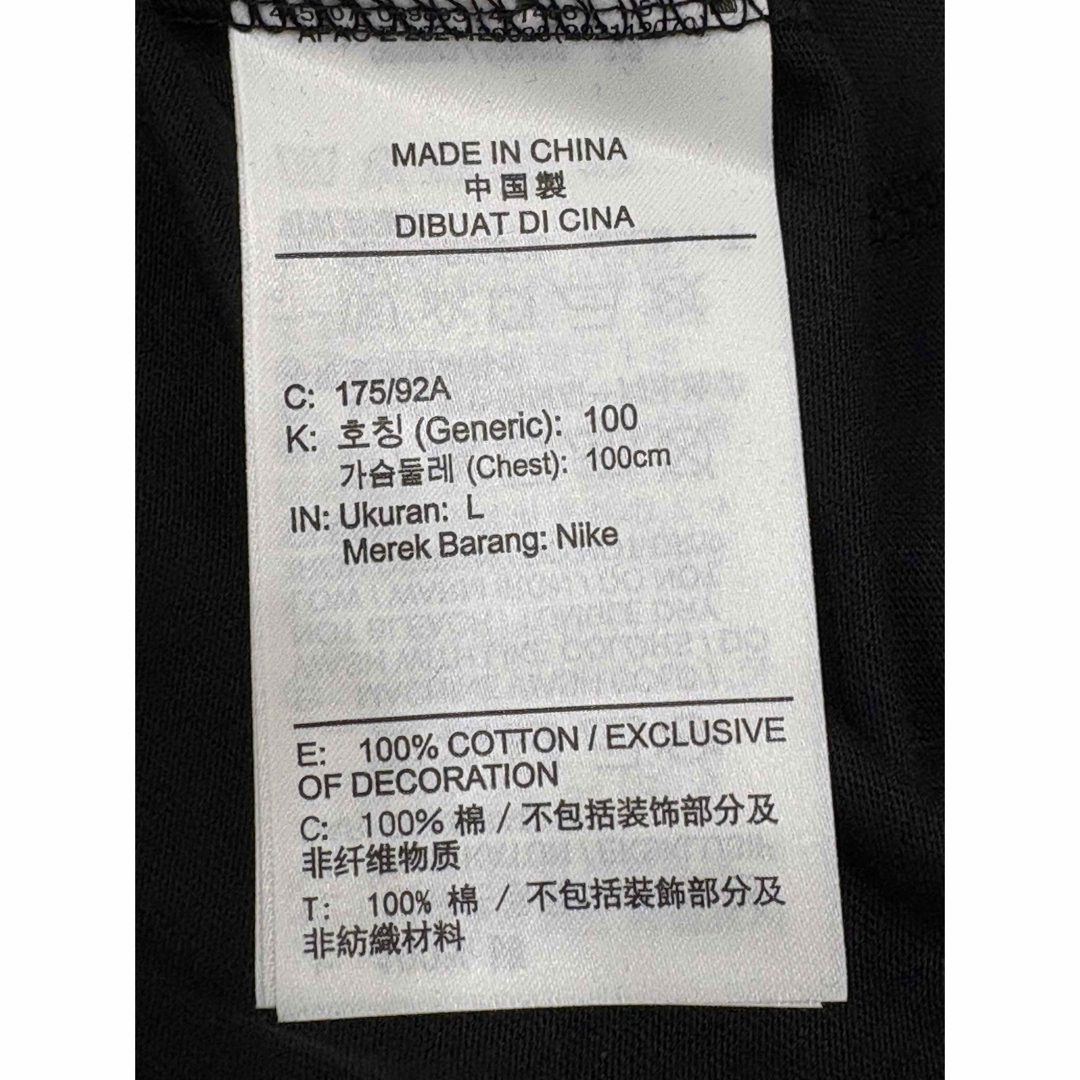 MADE IN CHINA
中国製
DIBUAT DI CINA
C: 175/92A
K: 호칭 (Generic): 100
가슴둘레 (Chest): 100cm
IN: Ukuran: L
Merek Barang: Nike
E: 100% COTTON / EXCLUSIVE
OF DECORATION
C: 100% 棉 / 不包括装饰部分及
非纤维物质
T: 100% 棉 / 不包括裝飾部分及
非紡織材料